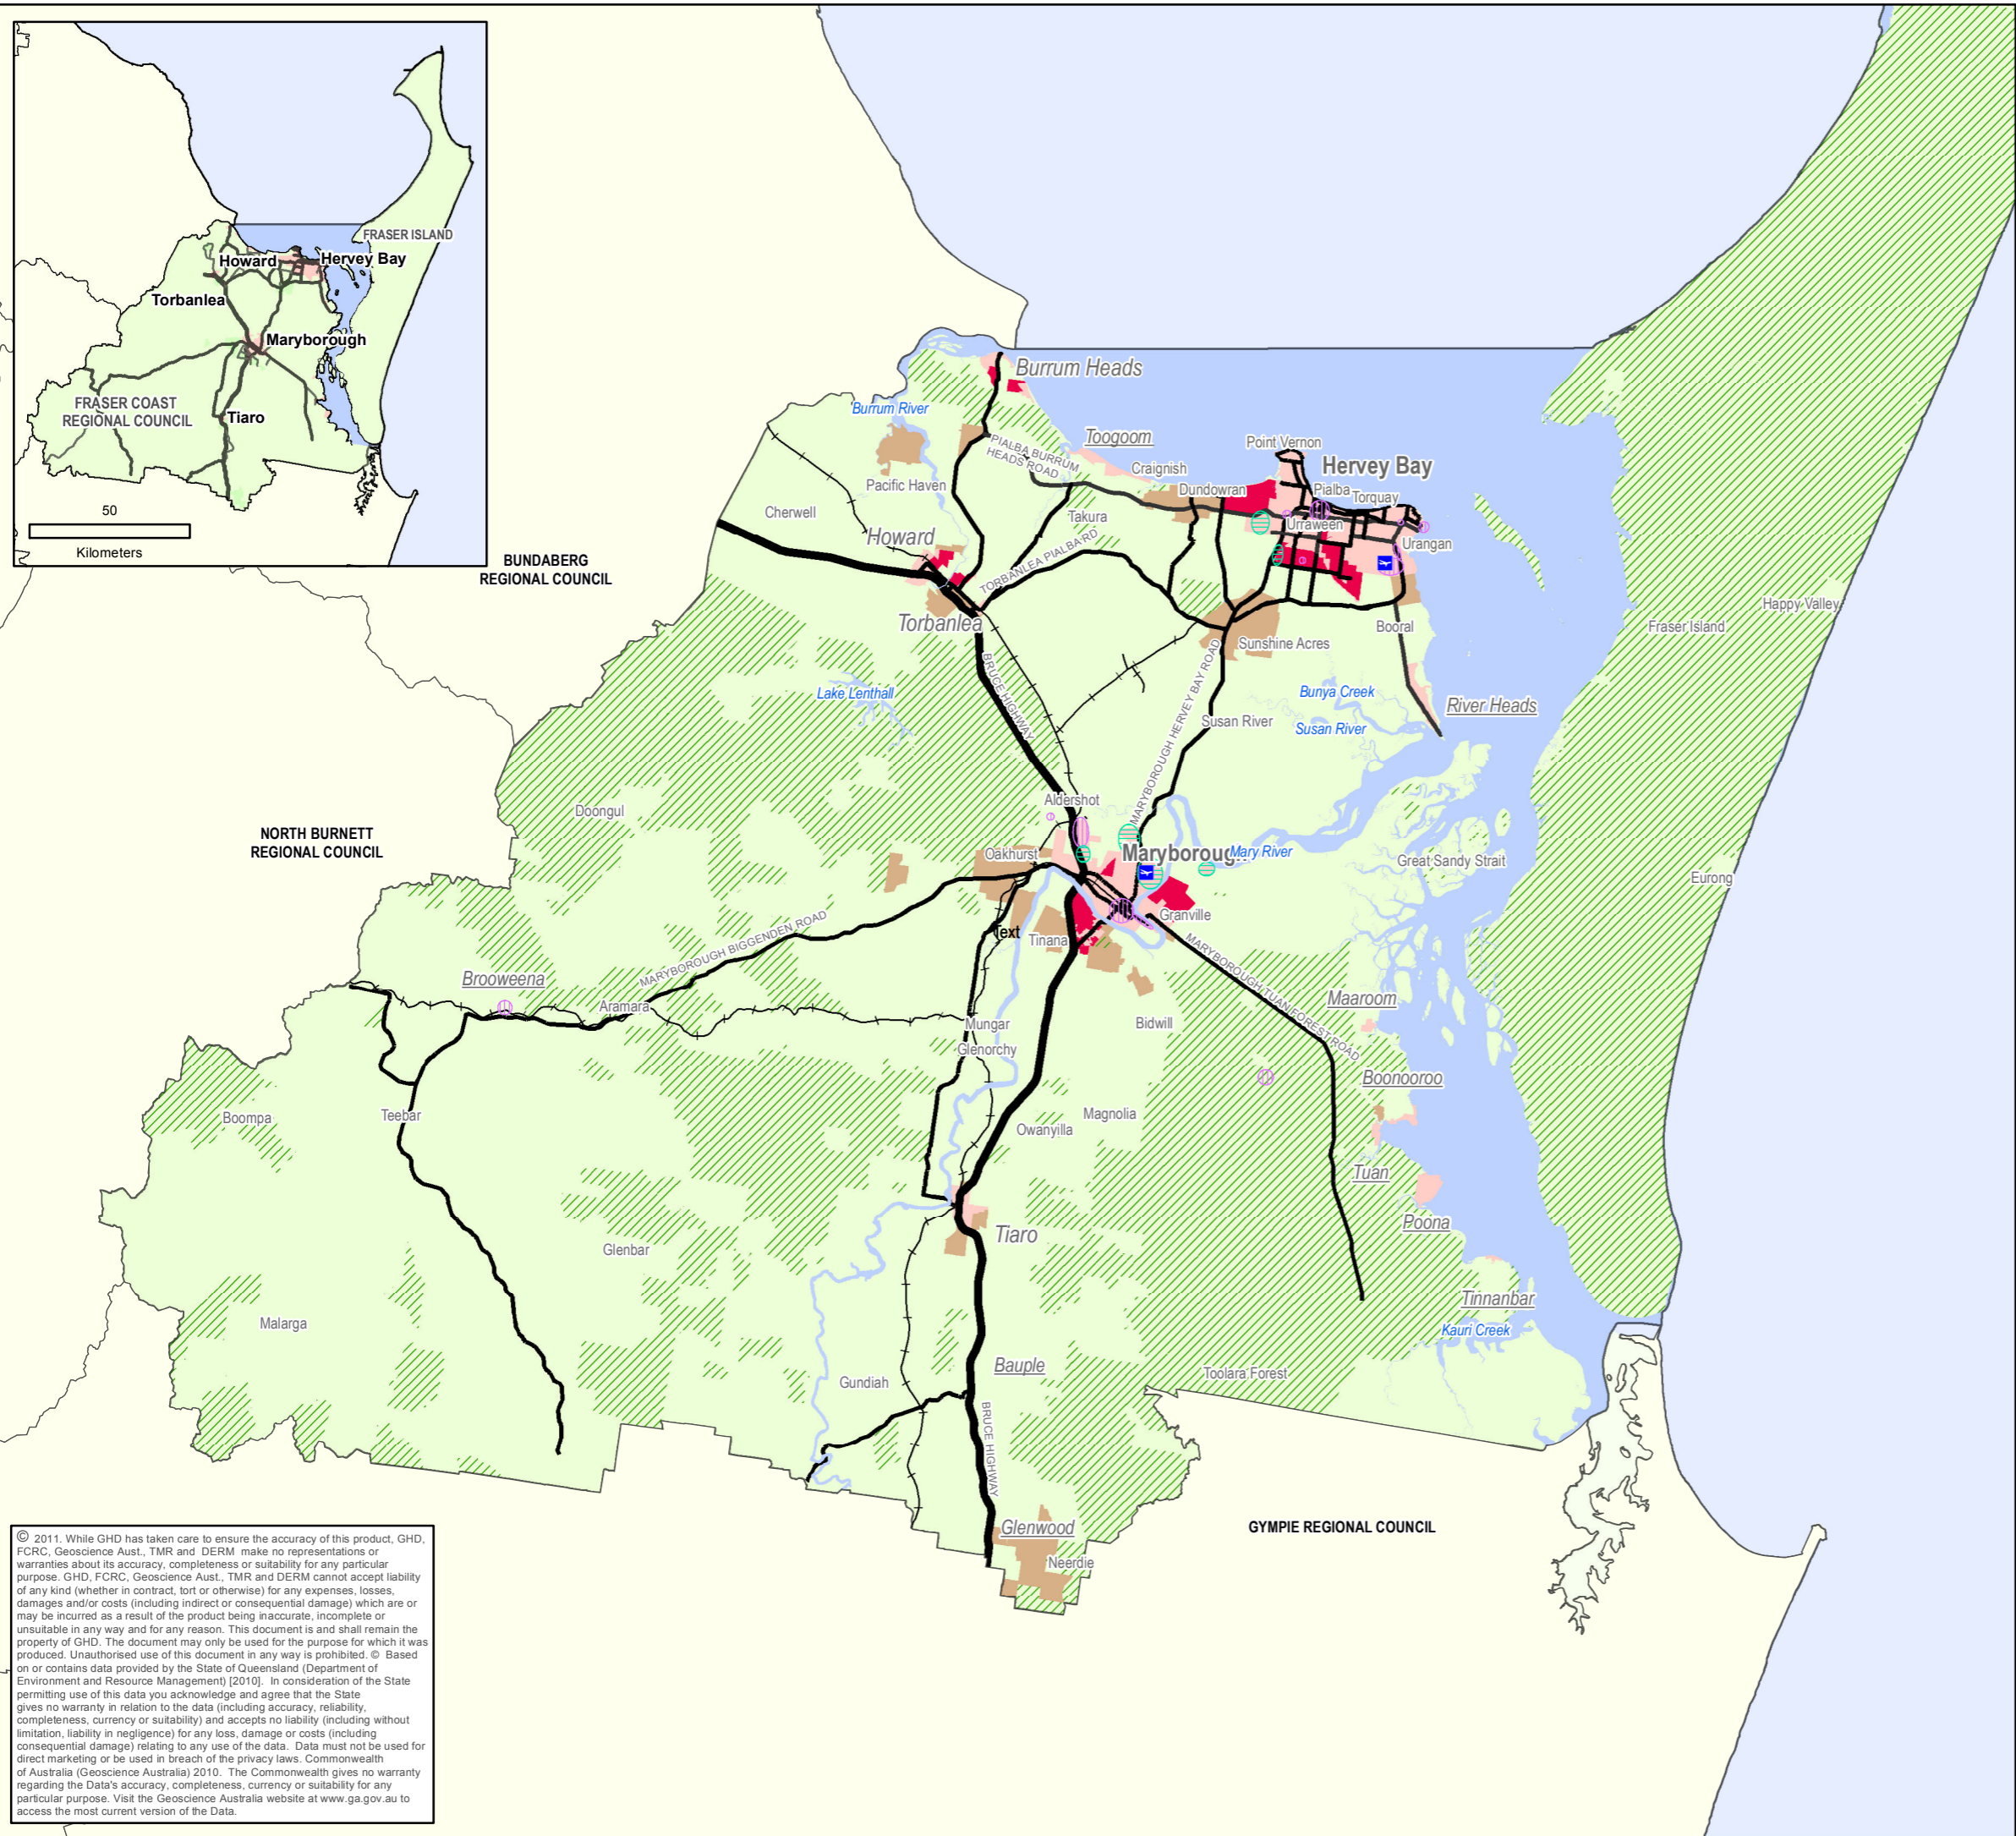 FRASER ISLAND
Howard
Hervey Bay
Torbanlea
Maryborough
FRASER COAST
REGIONAL COUNCIL
Tiaro
50
Kilometers
BUNDABERG
REGIONAL COUNCIL
NORTH BURNETT
REGIONAL COUNCIL
GYMPIE REGIONAL COUNCIL
Burrum Heads
Burrum River
Toogoom
PIALBA BURRUM
HEADS ROAD
Craignish
Point Vernon
Hervey Bay
Pacific Haven
Dundowran
Pialba
Torquay
Cherwell
Takura
Urraween
Howard
Urangan
TORBANLEA PIALBA RD
Happy Valley
Torbanlea
Booral
Fraser Island
Sunshine Acres
BRUCE HIGHWAY
Lake Lenthall
MARYBOROUGH HERVEY BAY ROAD
Bunya Creek
River Heads
Susan River
Susan River
Aldershot
Doongul
Oakhurst
Maryborough
Mary River
Great Sandy Strait
Eurong
Granville
MARYBOROUGH BIGGENDEN ROAD
Text
Tinana
MARYBOROUGH TUAN FOREST ROAD
Brooweena
Aramara
Maaroom
Mungar
Bidwill
Glenorchy
Boonooroo
Boompa
Teebar
Magnolia
Owanyilla
Tuan
Poona
Tiaro
Glenbar
Tinnanbar
Malarga
Kauri Creek
Bauple
Toolara Forest
Gundiah
BRUCE HIGHWAY
Glenwood
Neerdie
© 2011. While GHD has taken care to ensure the accuracy of this product, GHD,
FCRC, Geoscience Aust., TMR and DERM make no representations or
warranties about its accuracy, completeness or suitability for any particular
purpose. GHD, FCRC, Geoscience Aust., TMR and DERM cannot accept liability
of any kind (whether in contract, tort or otherwise) for any expenses, losses,
damages and/or costs (including indirect or consequential damage) which are or
may be incurred as a result of the product being inaccurate, incomplete or
unsuitable in any way and for any reason. This document is and shall remain the
property of GHD. The document may only be used for the purpose for which it was
produced. Unauthorised use of this document in any way is prohibited. © Based
on or contains data provided by the State of Queensland (Department of
Environment and Resource Management) [2010]. In consideration of the State
permitting use of this data you acknowledge and agree that the State
gives no warranty in relation to the data (including accuracy, reliability,
completeness, currency or suitability) and accepts no liability (including without
limitation, liability in negligence) for any loss, damage or costs (including
consequential damage) relating to any use of the data. Data must not be used for
direct marketing or be used in breach of the privacy laws. Commonwealth
of Australia (Geoscience Australia) 2010. The Commonwealth gives no warranty
regarding the Data's accuracy, completeness, currency or suitability for any
particular purpose. Visit the Geoscience Australia website at www.ga.gov.au to
access the most current version of the Data.